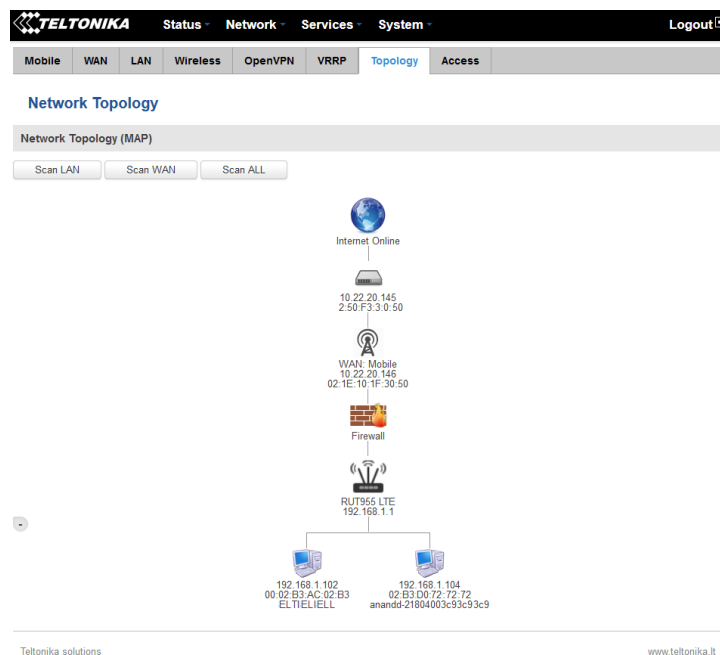 TELTONIKA Status Network Services System Logout
Mobile WAN LAN Wireless OpenVPN VRRP Topology Access
Network Topology
Network Topology (MAP)
Scan LAN Scan WAN Scan ALL
Internet Online
10.22.20.145
2:50:F3:3:0:50
WAN: Mobile
10.22.20.146
02:1E:10:1F:30:50
Firewall
RUT955 LTE
192.168.1.1
-
192.168.1.102 192.168.1.104
00:02:B3:AC:02:B3 02:B3:D0:72:72:72
ELTIELIELL anandd-21804003c93c93c9
Teltonika solutions www.teltonika.lt